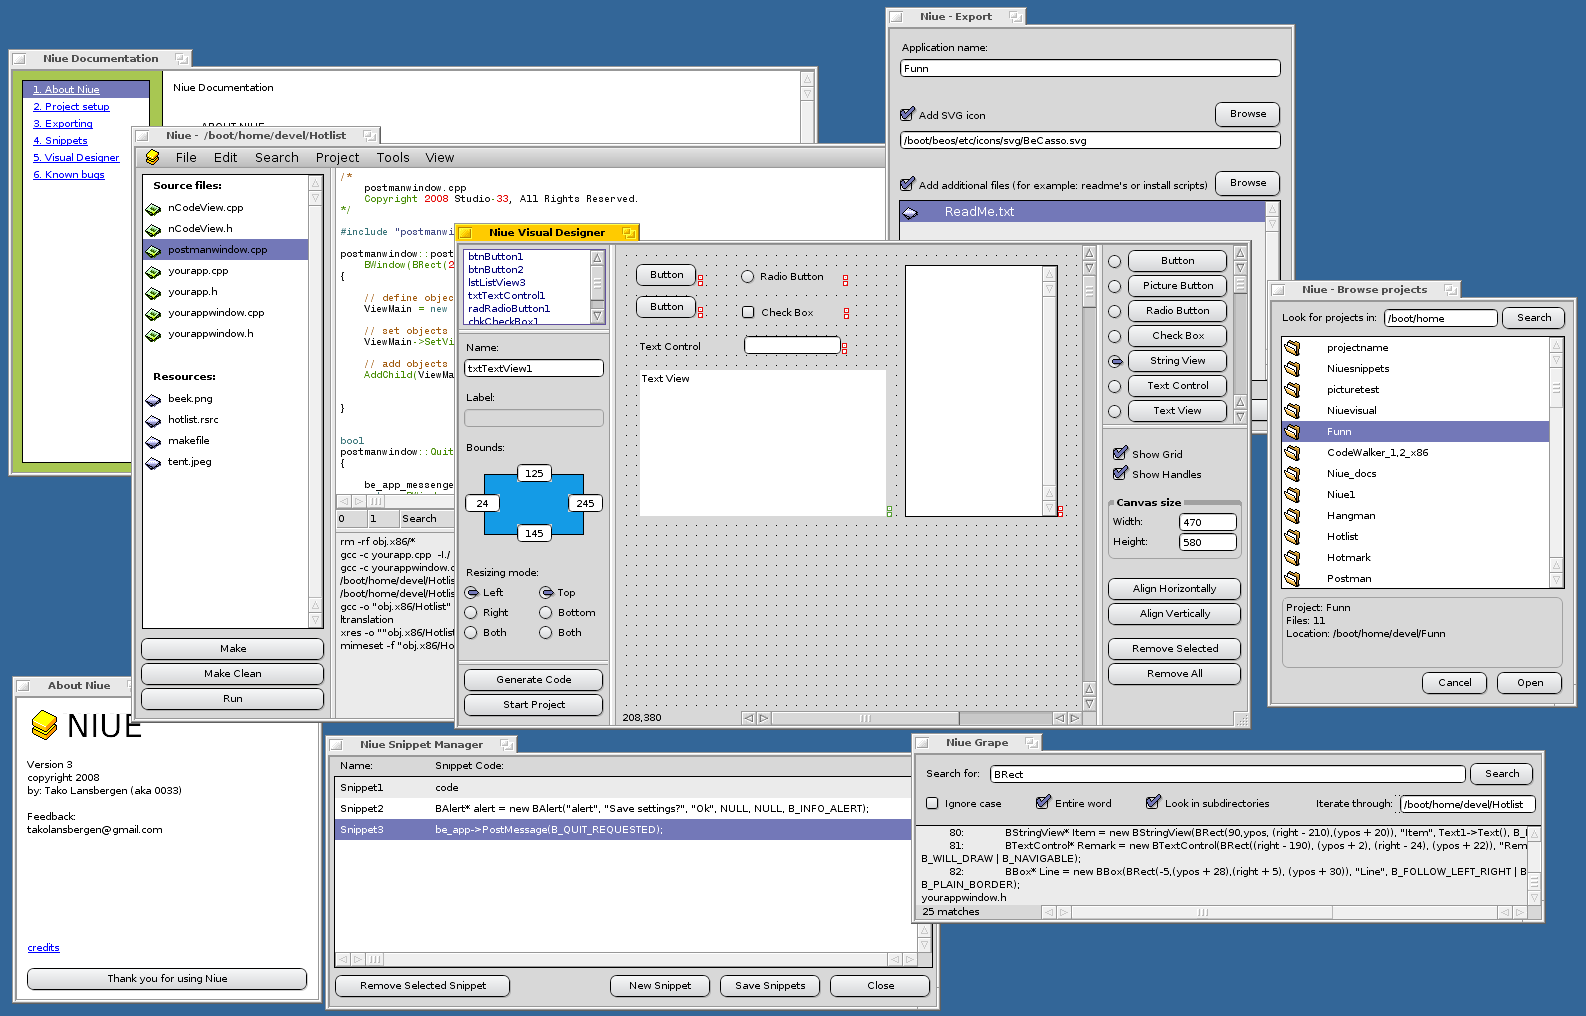 Niue Documentation
1. About Niue
2. Project setup
3. Exporting
4. Snippets
5. Visual Designer
6. Known bugs
Niue Documentation
Niue - /boot/home/devel/Hotlist
File Edit Search Project Tools View
Source files:
nCodeView.cpp
nCodeView.h
postmanwindow.cpp
yourapp.cpp
yourapp.h
yourappwindow.cpp
yourappwindow.h
Resources:
beek.png
hotlist.rsrc
makefile
tent.jpeg
Make
Make Clean
Run
/*
postmanwindow.cpp
Copyright 2008 Studio-33, All Rights Reserved.
*/
#include "postmanwi
postmanwindow::post
BWindow(BRect(2
{
// define objec
ViewMain = new
// set objects
ViewMain->SetVi
// add objects
AddChild(ViewMa
}
bool
postmanwindow::Quit
{
be_app_messenge
0 1 Search
rm -rf obj.x86/*
gcc -c yourapp.cpp -I./
gcc -c yourappwindow.c
/boot/home/devel/Hotlis
/boot/home/devel/Hotlis
gcc -o "obj.x86/Hotlist"
ltranslation
xres -o ""obj.x86/Hotlist
mimeset -f "obj.x86/Ho
Niue Visual Designer
btnButton1
btnButton2
lstListView3
txtTextControl1
radRadioButton1
chkCheckBox1
Name:
txtTextView1
Label:
Bounds:
125
24
245
145
Resizing mode:
Left Top
Right Bottom
Both Both
Generate Code
Start Project
Button
Radio Button
Button
Check Box
Text Control
Text View
208,380
Button
Picture Button
Radio Button
Check Box
String View
Text Control
Text View
Show Grid
Show Handles
Canvas size
Width: 470
Height: 580
Align Horizontally
Align Vertically
Remove Selected
Remove All
Niue - Export
Application name:
Funn
Add SVG icon
Browse
/boot/beos/etc/icons/svg/BeCasso.svg
Add additional files (for example: readme's or install scripts)
Browse
ReadMe.txt
Niue - Browse projects
Look for projects in: /boot/home Search
projectname
Niuesnippets
picturetest
Niuevisual
Funn
CodeWalker_1,2_x86
Niue_docs
Niue1
Hangman
Hotlist
Hotmark
Postman
Project: Funn
Files: 11
Location: /boot/home/devel/Funn
Cancel Open
About Niue
NIUE
Version 3
copyright 2008
by: Tako Lansbergen (aka 0033)
Feedback:
takolansbergen@gmail.com
credits
Thank you for using Niue
Niue Snippet Manager
Name: Snippet Code:
Snippet1 code
Snippet2 BAlert* alert = new BAlert("alert", "Save settings?", "Ok", NULL, NULL, B_INFO_ALERT);
Snippet3 be_app->PostMessage(B_QUIT_REQUESTED);
Remove Selected Snippet New Snippet Save Snippets Close
Niue Grape
Search for: BRect Search
Ignore case Entire word Look in subdirectories Iterate through: /boot/home/devel/Hotlist
80: BStringView* Item = new BStringView(BRect(90,ypos, (right - 210),(ypos + 20)), "Item", Text1->Text(), B_
81: BTextControl* Remark = new BTextControl(BRect((right - 190), (ypos + 2), (right - 24), (ypos + 22)), "Rem
B_WILL_DRAW | B_NAVIGABLE);
82: BBox* Line = new BBox(BRect(-5,(ypos + 28),(right + 5), (ypos + 30)), "Line", B_FOLLOW_LEFT_RIGHT | B
B_PLAIN_BORDER);
yourappwindow.h
25 matches